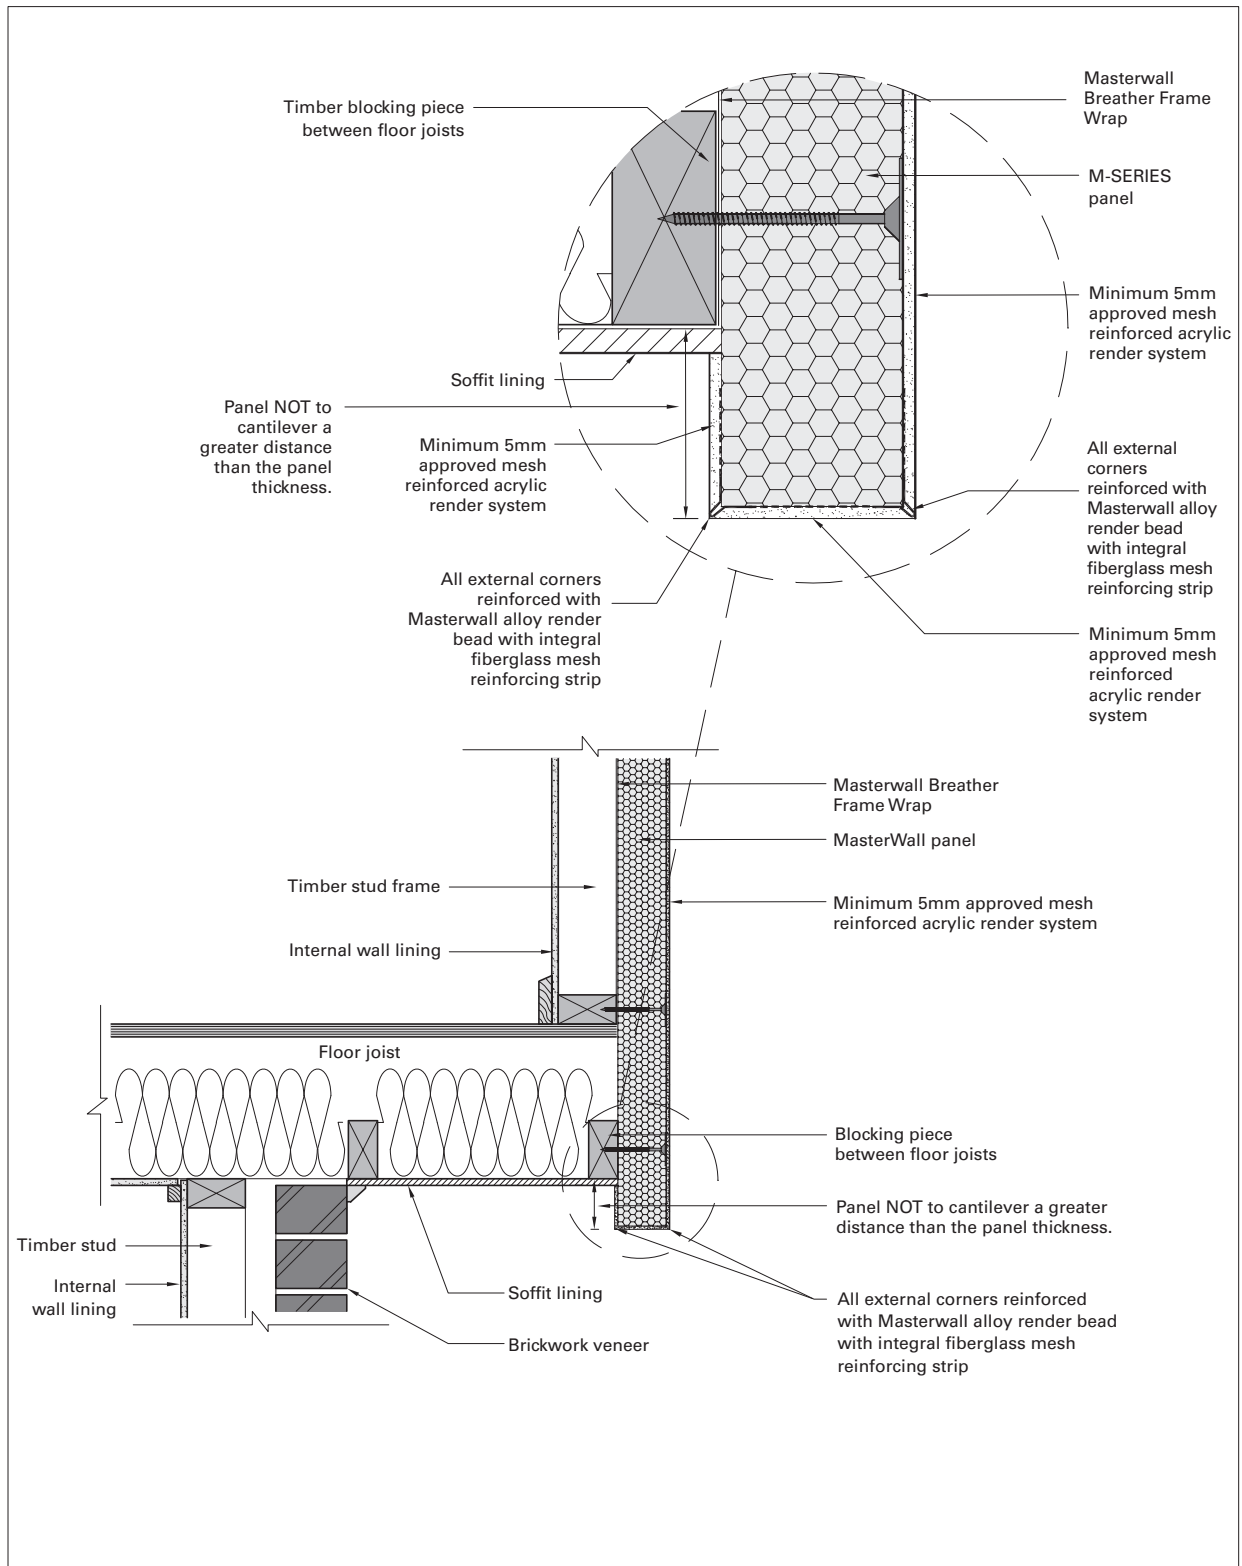 Timber blocking piece
between floor joists
Masterwall
Breather Frame
Wrap
M-SERIES
panel
Minimum 5mm
approved mesh
reinforced acrylic
render system
Soffit lining
Panel NOT to
cantilever a
greater distance
than the panel
thickness.
Minimum 5mm
approved mesh
reinforced acrylic
render system
All external
corners
reinforced with
Masterwall alloy
render bead
with integral
fiberglass mesh
reinforcing strip
All external corners
reinforced with
Masterwall alloy render
bead with integral
fiberglass mesh
reinforcing strip
Minimum 5mm
approved mesh
reinforced
acrylic render
system
Masterwall Breather
Frame Wrap
MasterWall panel
Timber stud frame
Minimum 5mm approved mesh
reinforced acrylic render system
Internal wall lining
Floor joist
Blocking piece
between floor joists
Panel NOT to cantilever a greater
distance than the panel thickness.
Timber stud
Internal
wall lining
Soffit lining
Brickwork veneer
All external corners reinforced
with Masterwall alloy render bead
with integral fiberglass mesh
reinforcing strip